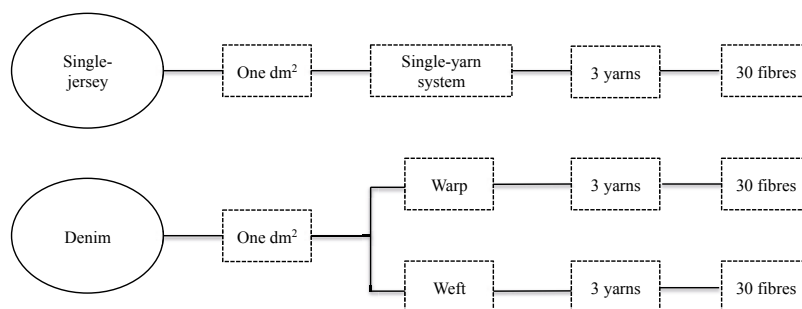 Single-
jersey
One dm²
Single-yarn
system
3 yarns
30 fibres
Warp
3 yarns
30 fibres
Denim
One dm²
Weft
3 yarns
30 fibres